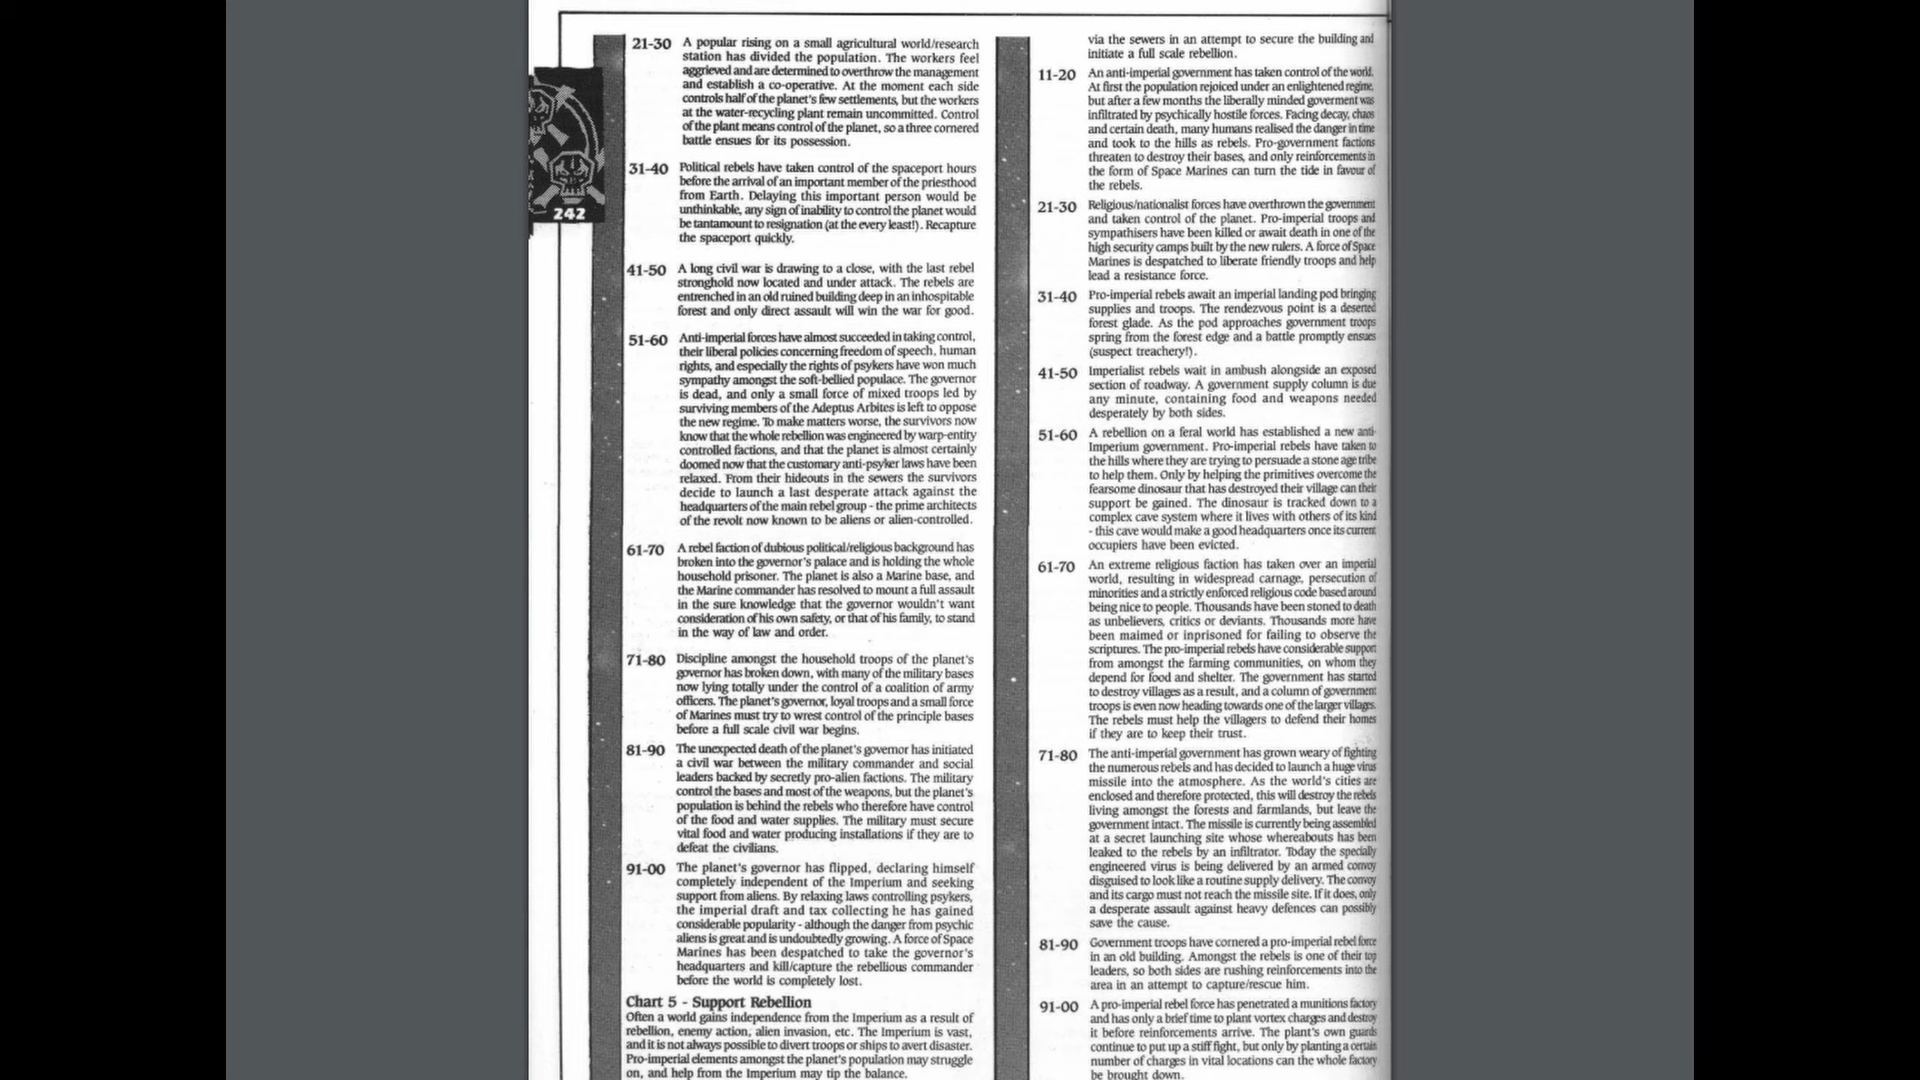 21-30 A popular rising on a small agricultural world/research
station has divided the population. The workers feel
aggrieved and are determined to overthrow the management
and establish a co-operative. At the moment each side
controls half of the planet's few settlements, but the workers
at the water-recycling plant remain uncommitted. Control
of the plant means control of the planet, so a three cornered
battle ensues for its possession.
31-40 Political rebels have taken control of the spaceport hours
before the arrival of an important member of the priesthood
from Earth. Delaying this important person would be
unthinkable, any sign of inability to control the planet would
be tantamount to resignation (at the every least!). Recapture
the spaceport quickly.
242
41-50 A long civil war is drawing to a close, with the last rebel
stronghold now located and under attack. The rebels are
entrenched in an old ruined building deep in an inhospitable
forest and only direct assault will win the war for good.
51-60 Anti-imperial forces have almost succeeded in taking control,
their liberal policies concerning freedom of speech, human
rights, and especially the rights of psykers have won much
sympathy amongst the soft-bellied populace. The governor
is dead, and only a small force of mixed troops led by
surviving members of the Adeptus Arbites is left to oppose
the new regime. To make matters worse, the survivors now
know that the whole rebellion was engineered by warp-entity
controlled factions, and that the planet is almost certainly
doomed now that the customary anti-psyker laws have been
relaxed. From their hideouts in the sewers the survivors
decide to launch a last desperate attack against the
headquarters of the main rebel group - the prime architects
of the revolt now known to be aliens or alien-controlled.
61-70 A rebel faction of dubious political/religious background has
broken into the governor's palace and is holding the whole
household prisoner. The planet is also a Marine base, and
the Marine commander has resolved to mount a full assault
in the sure knowledge that the governor wouldn't want
consideration of his own safety, or that of his family, to stand
in the way of law and order.
71-80 Discipline amongst the household troops of the planet's
governor has broken down, with many of the military bases
now lying totally under the control of a coalition of army
officers. The planet's governor, loyal troops and a small force
of Marines must try to wrest control of the principle bases
before a full scale civil war begins.
81-90 The unexpected death of the planet's governor has initiated
a civil war between the military commander and social
leaders backed by secretly pro-alien factions. The military
control the bases and most of the weapons, but the planet's
population is behind the rebels who therefore have control
of the food and water supplies. The military must secure
vital food and water producing installations if they are to
defeat the civilians.
91-00 The planet's governor has flipped, declaring himself
completely independent of the Imperium and seeking
support from aliens. By relaxing laws controlling psykers,
the imperial draft and tax collecting he has gained
considerable popularity - although the danger from psychic
aliens is great and is undoubtedly growing. A force of Space
Marines has been despatched to take the governor's
headquarters and kill/capture the rebellious commander
before the world is completely lost.
Chart 5 - Support Rebellion
Often a world gains independence from the Imperium as a result of
rebellion, enemy action, alien invasion, etc. The Imperium is vast,
and it is not always possible to divert troops or ships to avert disaster.
Pro-imperial elements amongst the planet's population may struggle
on, and help from the Imperium may tip the balance.
via the sewers in an attempt to secure the building and
initiate a full scale rebellion.
11-20 An anti-imperial government has taken control of the world.
At first the population rejoiced under an enlightened regime,
but after a few months the liberally minded goverment was
infiltrated by psychically hostile forces. Facing decay, chaos
and certain death, many humans realised the danger in time
and took to the hills as rebels. Pro-government factions
threaten to destroy their bases, and only reinforcements in
the form of Space Marines can turn the tide in favour of
the rebels.
21-30 Religious/nationalist forces have overthrown the government
and taken control of the planet. Pro-imperial troops and
sympathisers have been killed or await death in one of the
high security camps built by the new rulers. A force of Space
Marines is despatched to liberate friendly troops and help
lead a resistance force.
31-40 Pro-imperial rebels await an imperial landing pod bringing
supplies and troops. The rendezvous point is a deserted
forest glade. As the pod approaches government troops
spring from the forest edge and a battle promptly ensues
(suspect treachery!).
41-50 Imperialist rebels wait in ambush alongside an exposed
section of roadway. A government supply column is due
any minute, containing food and weapons needed
desperately by both sides.
51-60 A rebellion on a feral world has established a new anti-
Imperium government. Pro-imperial rebels have taken to
the hills where they are trying to persuade a stone age tribe
to help them. Only by helping the primitives overcome the
fearsome dinosaur that has destroyed their village can their
support be gained. The dinosaur is tracked down to a
complex cave system where it lives with others of its kind
- this cave would make a good headquarters once its current
occupiers have been evicted.
61-70 An extreme religious faction has taken over an imperial
world, resulting in widespread carnage, persecution of
minorities and a strictly enforced religious code based around
being nice to people. Thousands have been stoned to death
as unbelievers, critics or deviants. Thousands more have
been maimed or inprisoned for failing to observe the
scriptures. The pro-imperial rebels have considerable support
from amongst the farming communities, on whom they
depend for food and shelter. The government has started
to destroy villages as a result, and a column of government
troops is even now heading towards one of the larger villages.
The rebels must help the villagers to defend their homes
if they are to keep their trust.
71-80 The anti-imperial government has grown weary of fighting
the numerous rebels and has decided to launch a huge virus
missile into the atmosphere. As the world's cities are
enclosed and therefore protected, this will destroy the rebels
living amongst the forests and farmlands, but leave the
government intact. The missile is currently being assembled
at a secret launching site whose whereabouts has been
leaked to the rebels by an infiltrator. Today the specially
engineered virus is being delivered by an armed convoy
disguised to look like a routine supply delivery. The convoy
and its cargo must not reach the missile site. If it does, only
a desperate assault against heavy defences can possibly
save the cause.
81-90 Government troops have cornered a pro-imperial rebel force
in an old building. Amongst the rebels is one of their top
leaders, so both sides are rushing reinforcements into the
area in an attempt to capture/rescue him.
91-00 A pro-imperial rebel force has penetrated a munitions factory
and has only a brief time to plant vortex charges and destroy
it before reinforcements arrive. The plant's own guards
continue to put up a stiff fight, but only by planting a certain
number of charges in vital locations can the whole factory
be brought down.